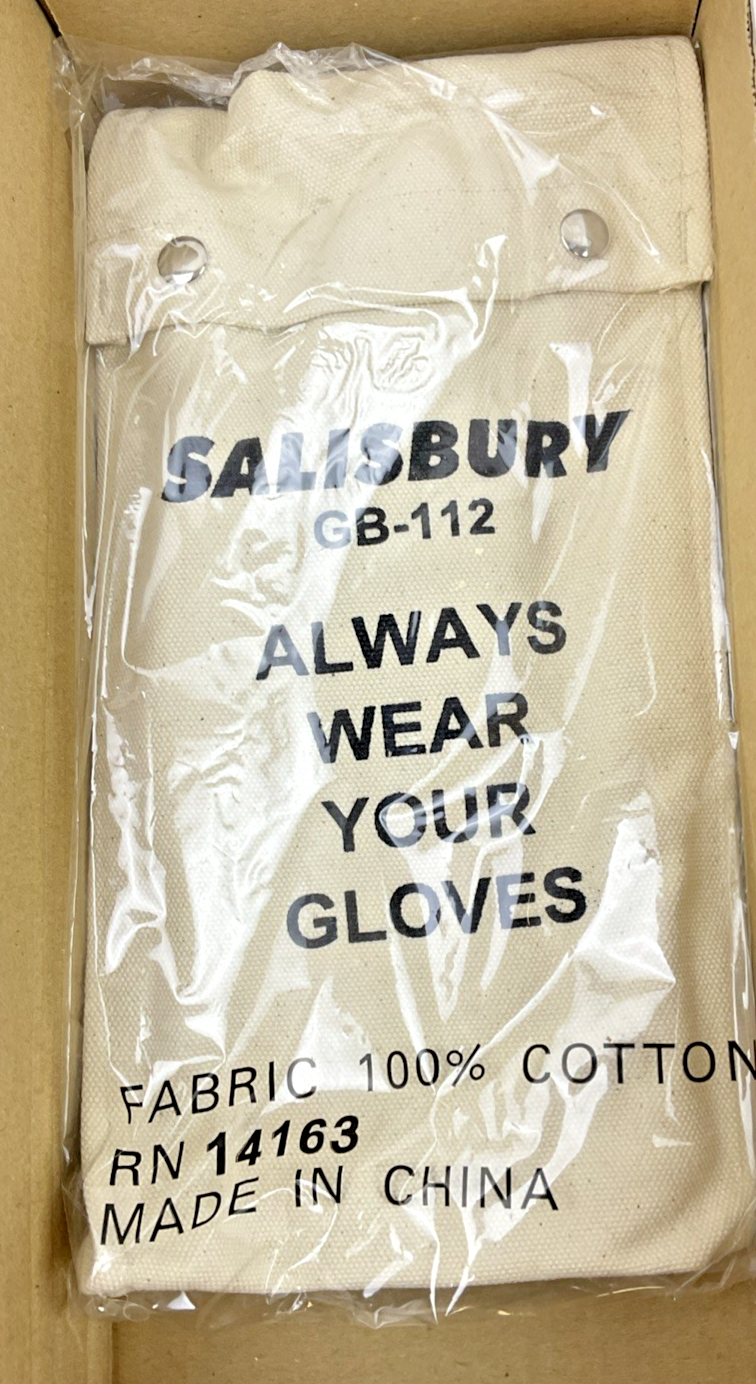 SALISBURY
GB-112
ALWAYS
WEAR
YOUR
GLOVES
FABRIC 100% COTTON
RN 14163
MADE IN CHINA